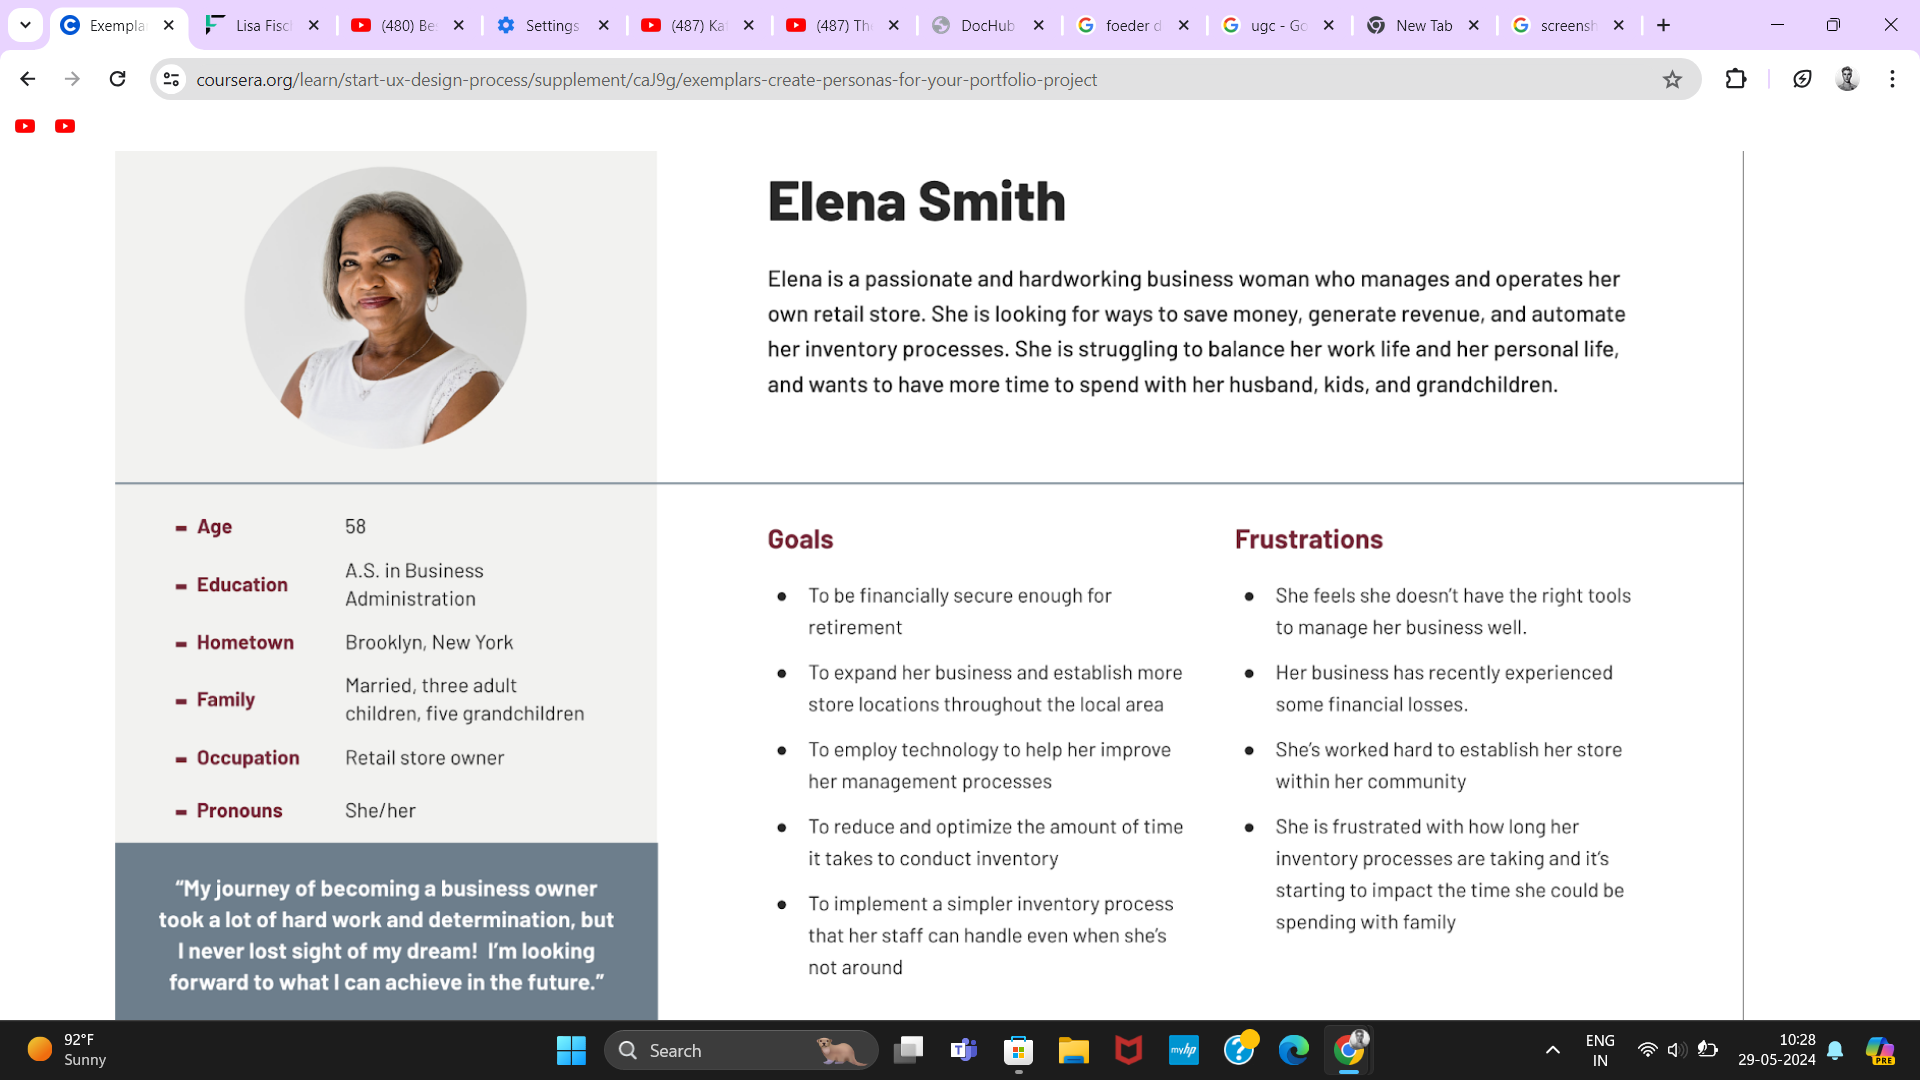 Exempla
Lisa Fisc
(480) Be
Settings
(487) Ka
(487) Th
DocHub
foeder d
ugc - Go
New Tab
screensh
coursera.org/learn/start-ux-design-process/supplement/caJ9g/exemplars-create-personas-for-your-portfolio-project
Elena Smith
Elena is a passionate and hardworking business woman who manages and operates her
own retail store. She is looking for ways to save money, generate revenue, and automate
her inventory processes. She is struggling to balance her work life and her personal life,
and wants to have more time to spend with her husband, kids, and grandchildren.
Age 58
Education A.S. in Business
Administration
Hometown Brooklyn, New York
Family Married, three adult
children, five grandchildren
Occupation Retail store owner
Pronouns She/her
“My journey of becoming a business owner
took a lot of hard work and determination, but
I never lost sight of my dream! I’m looking
forward to what I can achieve in the future.”
Goals
To be financially secure enough for
retirement
To expand her business and establish more
store locations throughout the local area
To employ technology to help her improve
her management processes
To reduce and optimize the amount of time
it takes to conduct inventory
To implement a simpler inventory process
that her staff can handle even when she’s
not around
Frustrations
She feels she doesn’t have the right tools
to manage her business well.
Her business has recently experienced
some financial losses.
She’s worked hard to establish her store
within her community
She is frustrated with how long her
inventory processes are taking and it’s
starting to impact the time she could be
spending with family
92°F
Sunny
Search
myhp
ENG
IN
10:28
29-05-2024
PRE